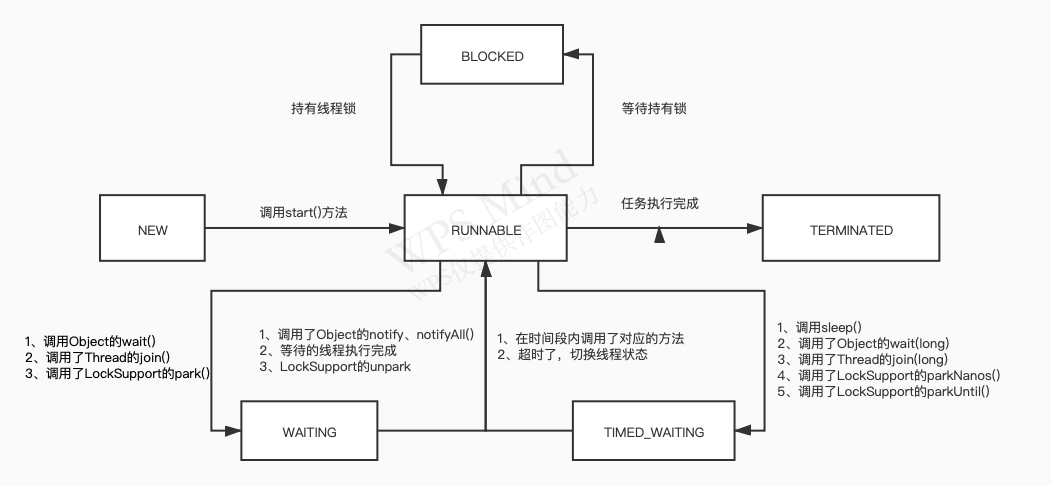 BLOCKED
持有线程锁
等待持有锁
WPS Mind
WPS仅提供作图能力
NEW
调用start()方法
RUNNABLE
任务执行完成
TERMINATED
1、调用Object的wait()
2、调用了Thread的join()
3、调用了LockSupport的park()
1、调用了Object的notify、notifyAll()
2、等待的线程执行完成
3、LockSupport的unpark
1、在时间段内调用了对应的方法
2、超时了，切换线程状态
1、调用sleep()
2、调用了Object的wait(long)
3、调用了Thread的join(long)
4、调用了LockSupport的parkNanos()
5、调用了LockSupport的parkUntil()
WAITING
TIMED_WAITING